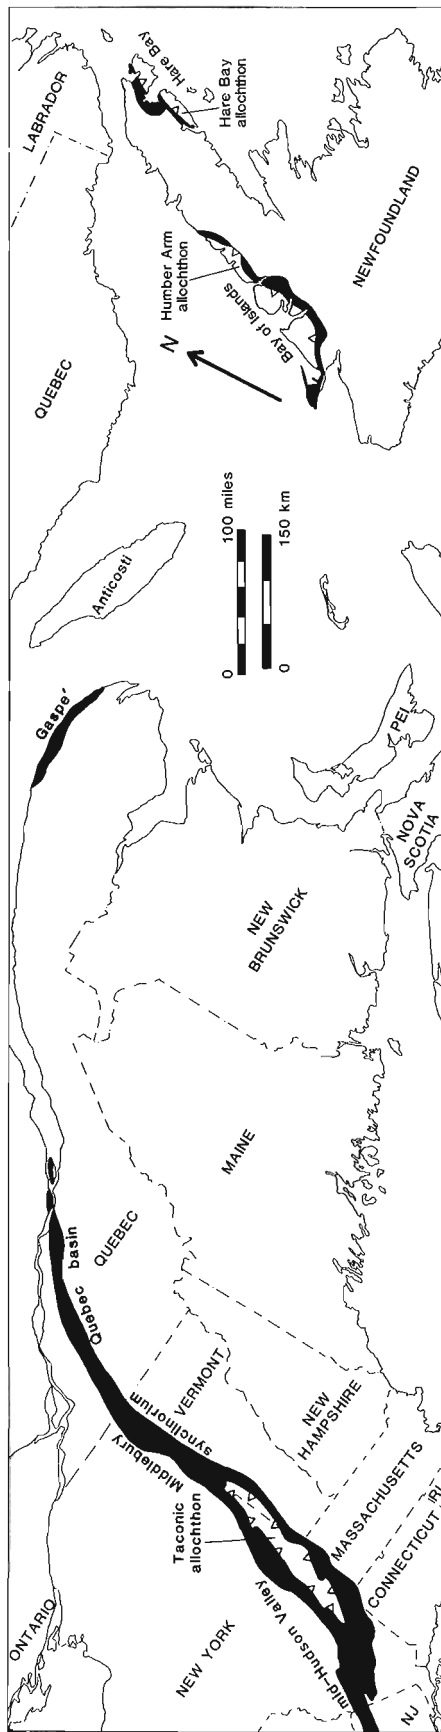 ONTARIO
NEW YORK
NJ
mid-Hudson Valley
Taconic
allochthon
Middlebury
synclinorium
VERMONT
NEW
HAMPSHIRE
MASSACHUSETTS
CONNECTICUT
RI
Quebec
basin
QUEBEC
MAINE
NEW
BRUNSWICK
NOVA
SCOTIA
PEI
Gaspe´
Anticosti
0 100 miles
0 150 km
N
QUEBEC
LABRADOR
Humber Arm
allochthon
Bay of Islands
Hare Bay
Hare Bay
allochthon
NEWFOUNDLAND